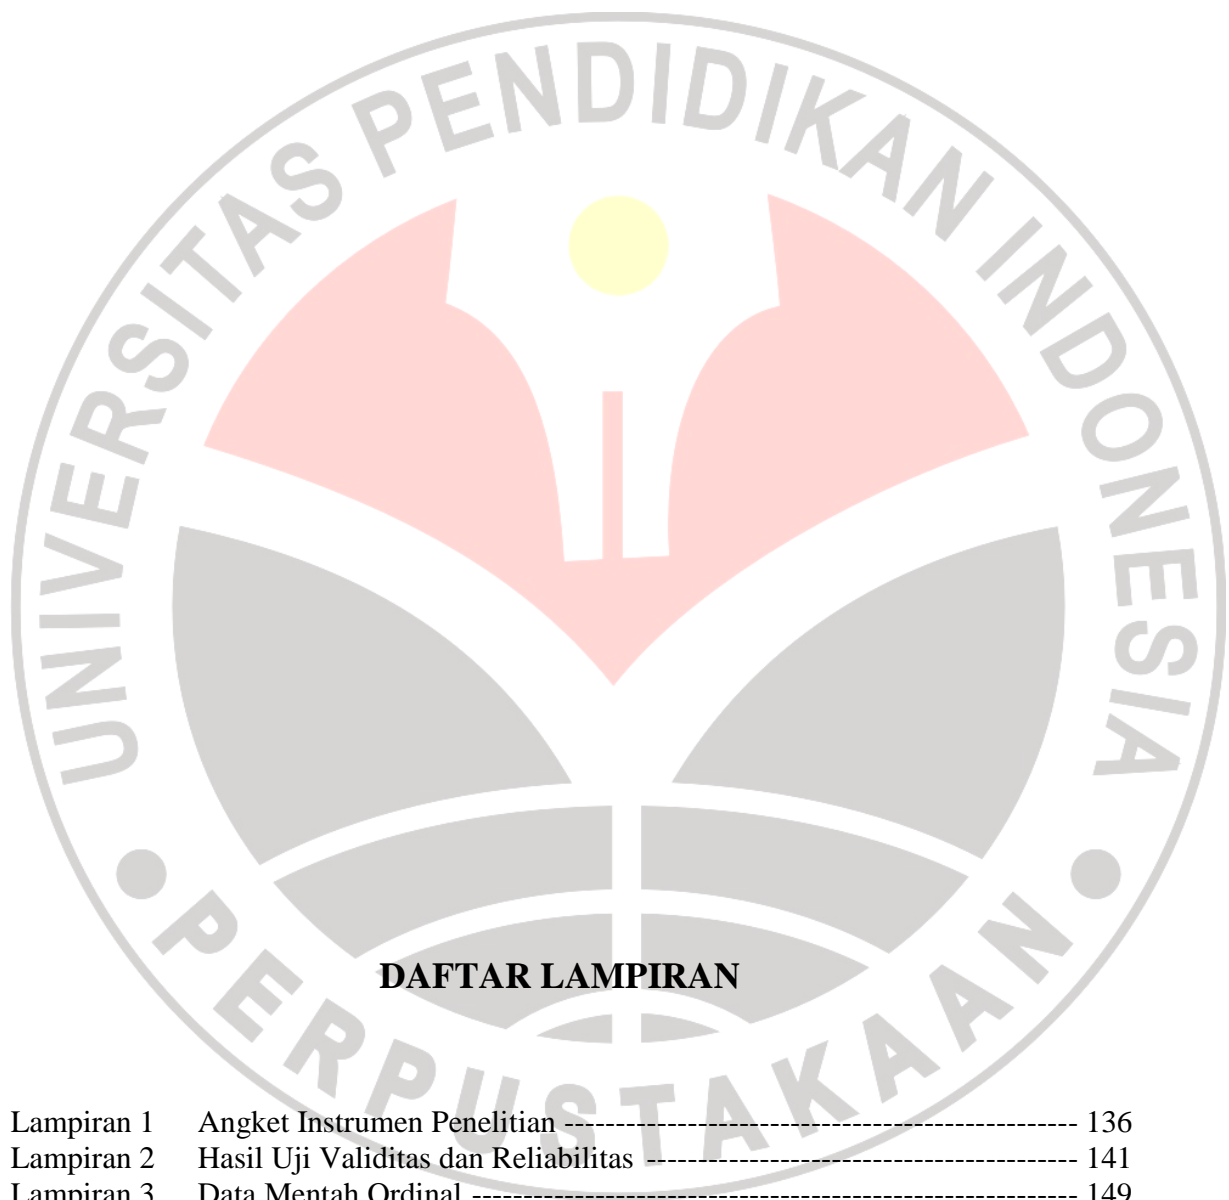 UNIVERSITAS PENDIDIKAN INDONESIA
PERPUSTAKAAN
DAFTAR LAMPIRAN
Lampiran 1 Angket Instrumen Penelitian -------------------------------------------------- 136
Lampiran 2 Hasil Uji Validitas dan Reliabilitas ------------------------------------------ 141
Lampiran 3 Data Mentah Ordinal ----------------------------------------------------------- 149